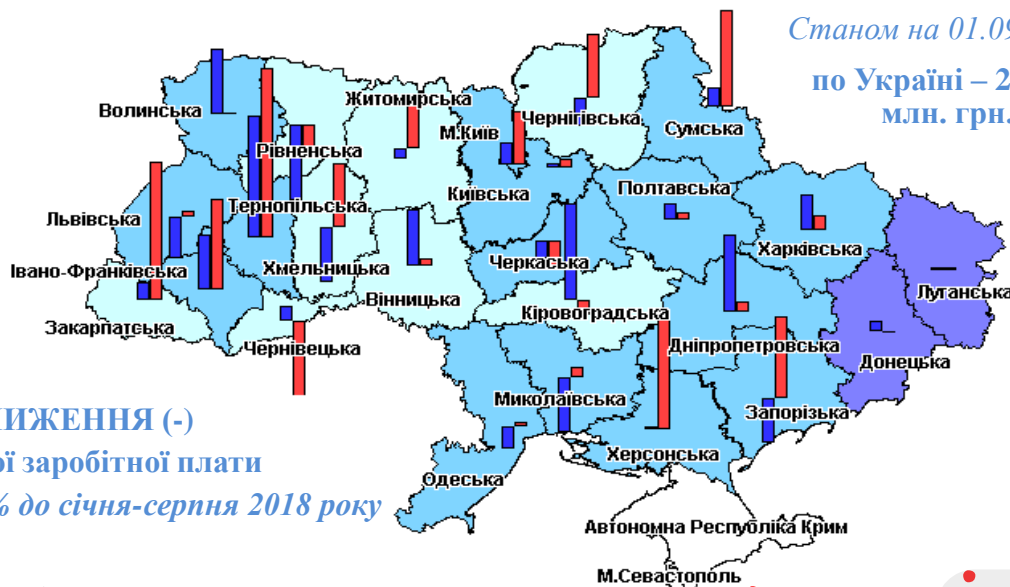 Станом на 01.09
по Україні – 2
млн. грн.
Волинська
Житомирська
М.Київ
Чернігівська
Сумська
Рівненська
Київська
Полтавська
Тернопільська
Львівська
Харківська
Івано-Франківська
Хмельницька
Черкаська
Луганська
Вінницька
Кіровоградська
Закарпатська
Чернівецька
Дніпропетровська
Донецька
Миколаївська
Запорізька
ИЖЕННЯ (-)
ої заробітної плати
% до січня-серпня 2018 року
Херсонська
Одеська
Автономна Республіка Крим
М.Севастополь